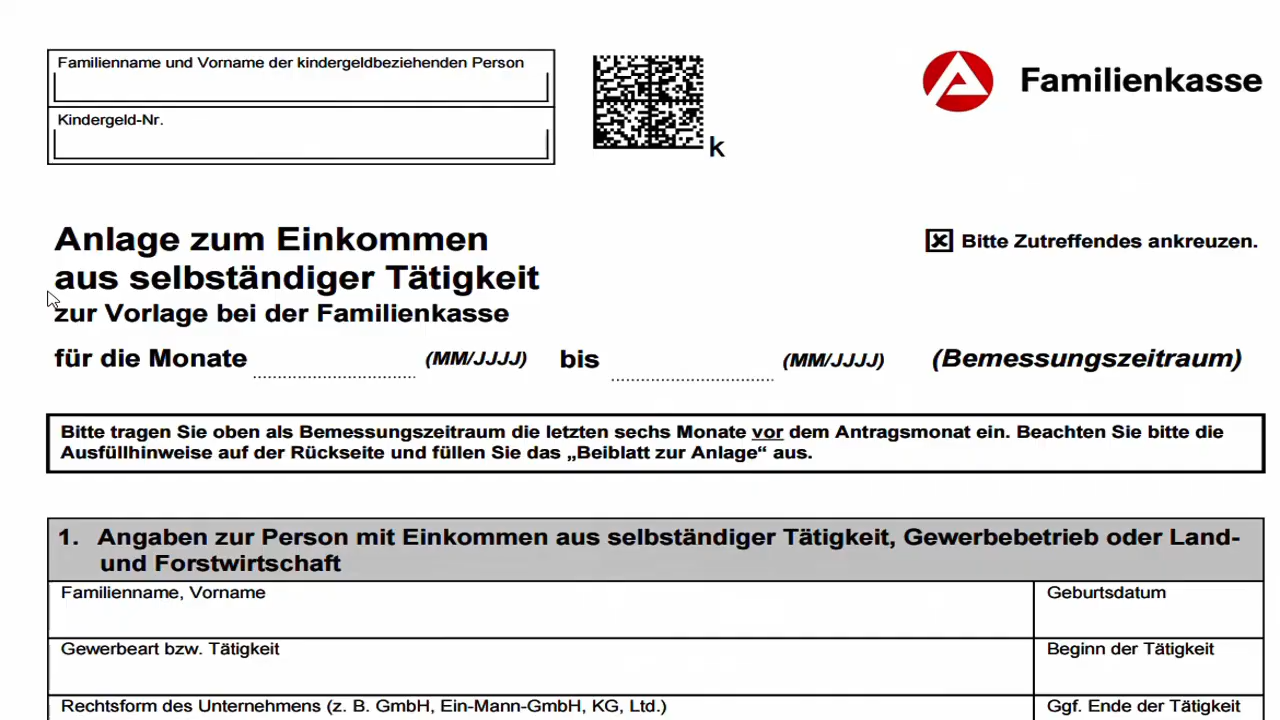 Familienname und Vorname der kindergeldbeziehenden Person
Kindergeld-Nr.
k
Familienkasse
Anlage zum Einkommen
aus selbständiger Tätigkeit
zur Vorlage bei der Familienkasse
Bitte Zutreffendes ankreuzen.
für die Monate (MM/JJJJ) bis (MM/JJJJ) (Bemessungszeitraum)
Bitte tragen Sie oben als Bemessungszeitraum die letzten sechs Monate vor dem Antragsmonat ein. Beachten Sie bitte die
Ausfüllhinweise auf der Rückseite und füllen Sie das „Beiblatt zur Anlage“ aus.
1. Angaben zur Person mit Einkommen aus selbständiger Tätigkeit, Gewerbebetrieb oder Land-
und Forstwirtschaft
Familienname, Vorname
Geburtsdatum
Gewerbeart bzw. Tätigkeit
Beginn der Tätigkeit
Rechtsform des Unternehmens (z. B. GmbH, Ein-Mann-GmbH, KG, Ltd.)
Ggf. Ende der Tätigkeit